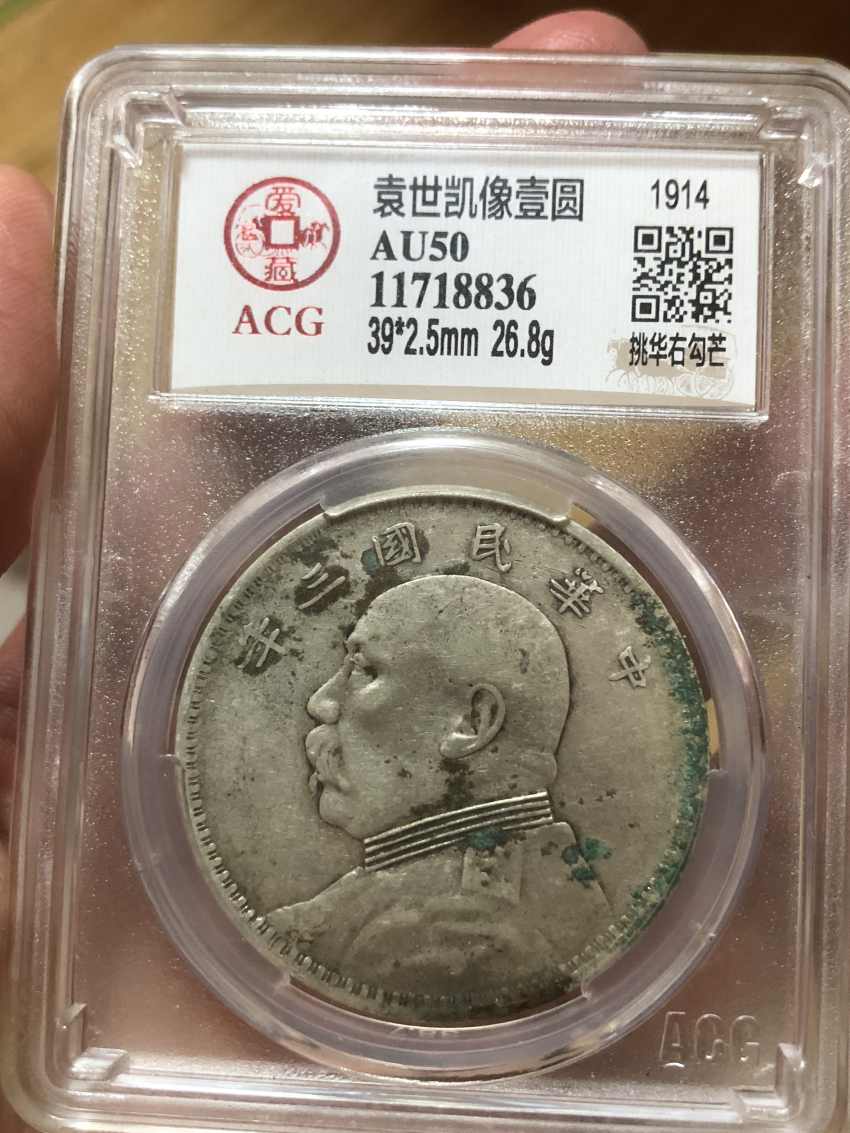 爱藏
ACG
袁世凯像壹圆
AU50
11718836
39*2.5mm 26.8g
1914
挑华右勾芒
年三國民華中
ACG